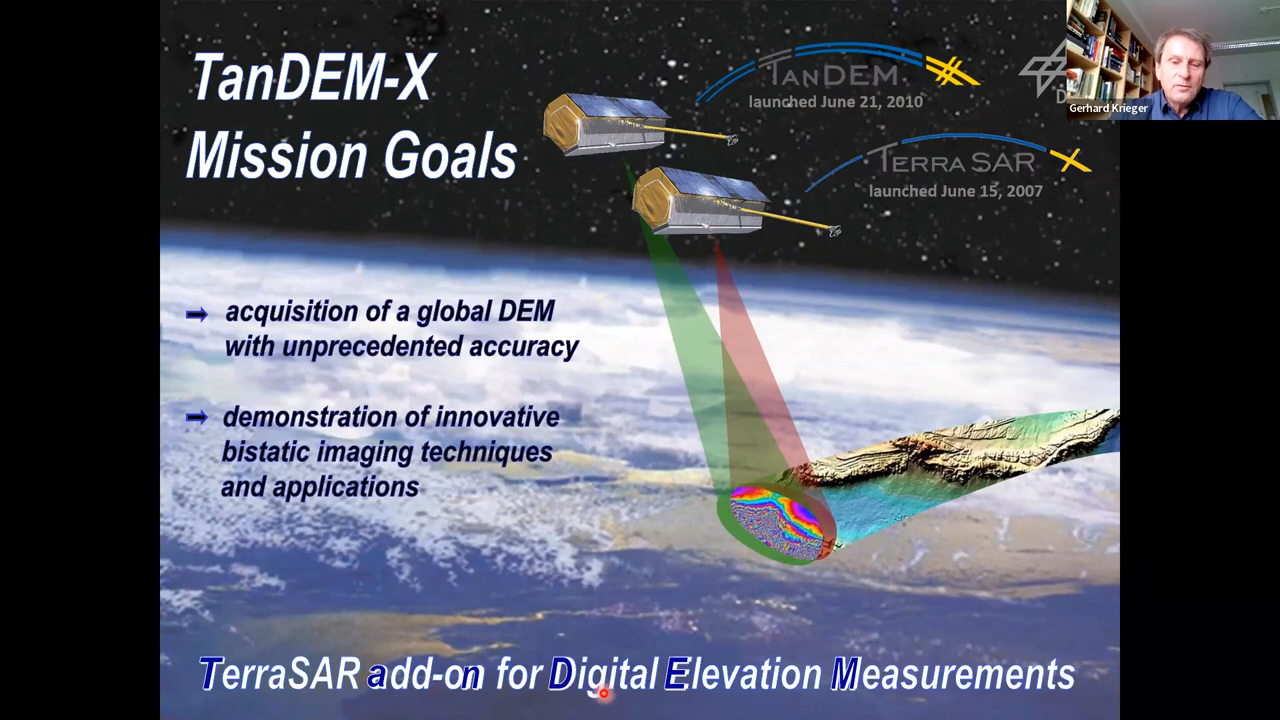 TanDEM-X
Mission Goals
TanDEM
launched June 21, 2010
TerraSAR
launched June 15, 2007
Gerhard Krieger
acquisition of a global DEM
with unprecedented accuracy
demonstration of innovative
bistatic imaging techniques
and applications
TerraSAR add-on for Digital Elevation Measurements